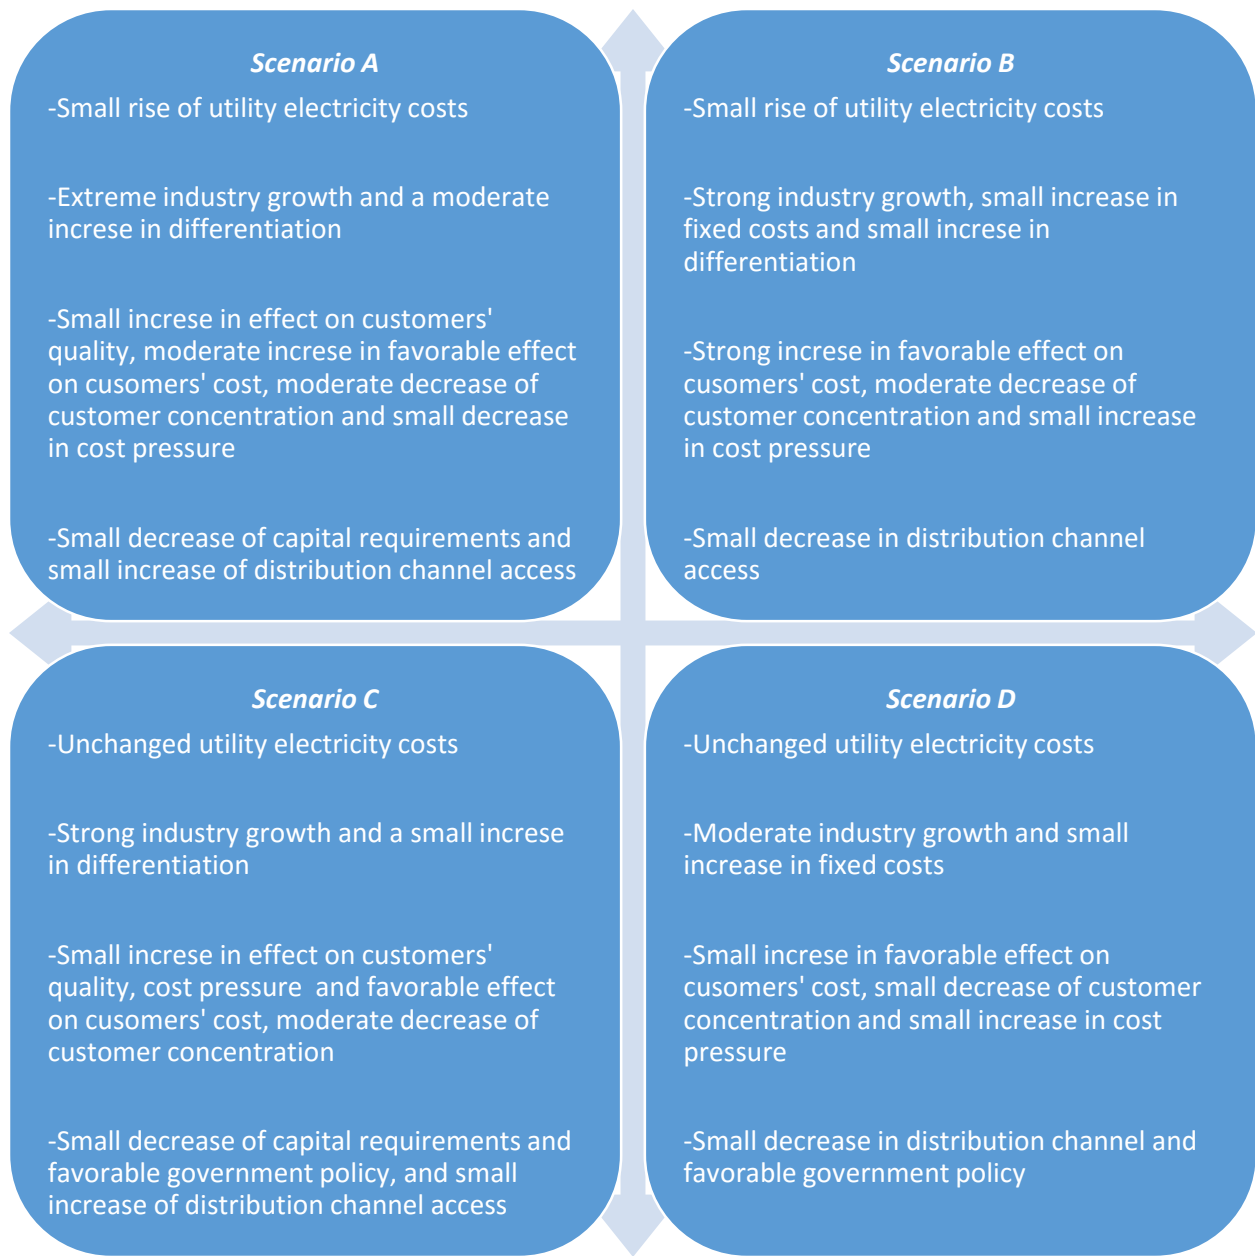 Scenario A
-Small rise of utility electricity costs
-Extreme industry growth and a moderate
increse in differentiation
-Small increse in effect on customers'
quality, moderate increse in favorable effect
on cusomers' cost, moderate decrease of
customer concentration and small decrease
in cost pressure
-Small decrease of capital requirements and
small increase of distribution channel access
Scenario B
-Small rise of utility electricity costs
-Strong industry growth, small increase in
fixed costs and small increse in
differentiation
-Strong increse in favorable effect on
cusomers' cost, moderate decrease of
customer concentration and small increase
in cost pressure
-Small decrease in distribution channel
access
Scenario C
-Unchanged utility electricity costs
-Strong industry growth and a small increse
in differentiation
-Small increse in effect on customers'
quality, cost pressure  and favorable effect
on cusomers' cost, moderate decrease of
customer concentration
-Small decrease of capital requirements and
favorable government policy, and small
increase of distribution channel access
Scenario D
-Unchanged utility electricity costs
-Moderate industry growth and small
increase in fixed costs
-Small increase in favorable effect on
cusomers' cost, small decrease of customer
concentration and small increase in cost
pressure
-Small decrease in distribution channel and
favorable government policy